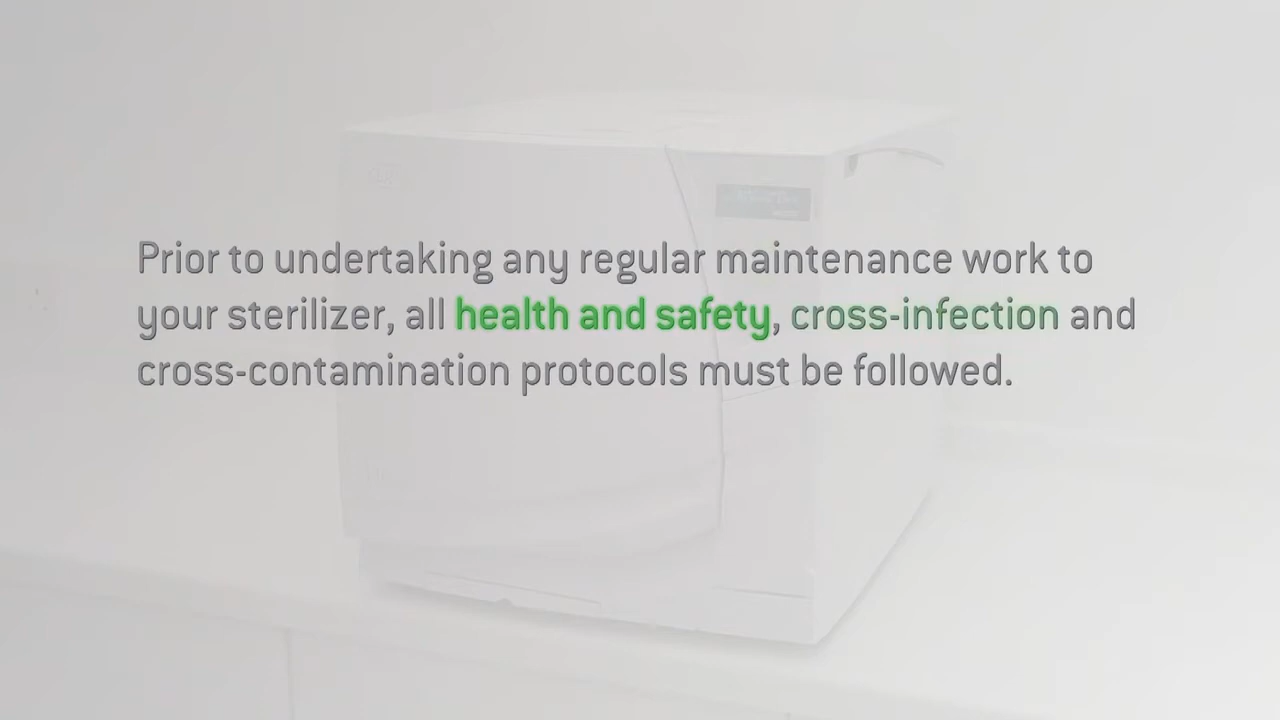 Prior to undertaking any regular maintenance work to
your sterilizer, all health and safety, cross-infection and
cross-contamination protocols must be followed.